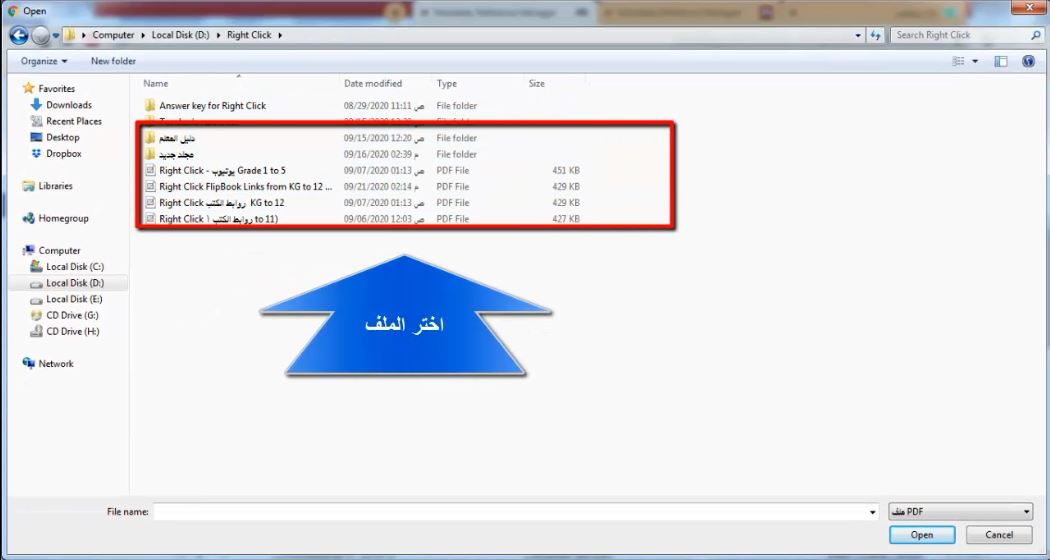 Open
Computer
Local Disk (D:)
Right Click
Search Right Click
Organize
New folder
Name
Date modified
Type
Size
Favorites
Downloads
Recent Places
Desktop
Dropbox
Libraries
Homegroup
Computer
Local Disk (C:)
Local Disk (D:)
Local Disk (E:)
CD Drive (G:)
CD Drive (H:)
Network
Answer key for Right Click 08/29/2020 11:11 ص File folder
دليل المعلم 09/15/2020 12:20 ص File folder
مجلد جديد 09/16/2020 02:39 م File folder
Right Click - يوتيوب Grade 1 to 5 09/07/2020 01:13 ص PDF File 451 KB
Right Click FlipBook Links from KG to 12 ... 09/21/2020 02:14 م PDF File 429 KB
Right Click روابط الكتب KG to 12 09/07/2020 01:13 ص PDF File 429 KB
Right Click روابط الكتب ١ to 11) 09/06/2020 12:03 ص PDF File 427 KB
اختر الملف
File name:
ملف PDF
Open
Cancel